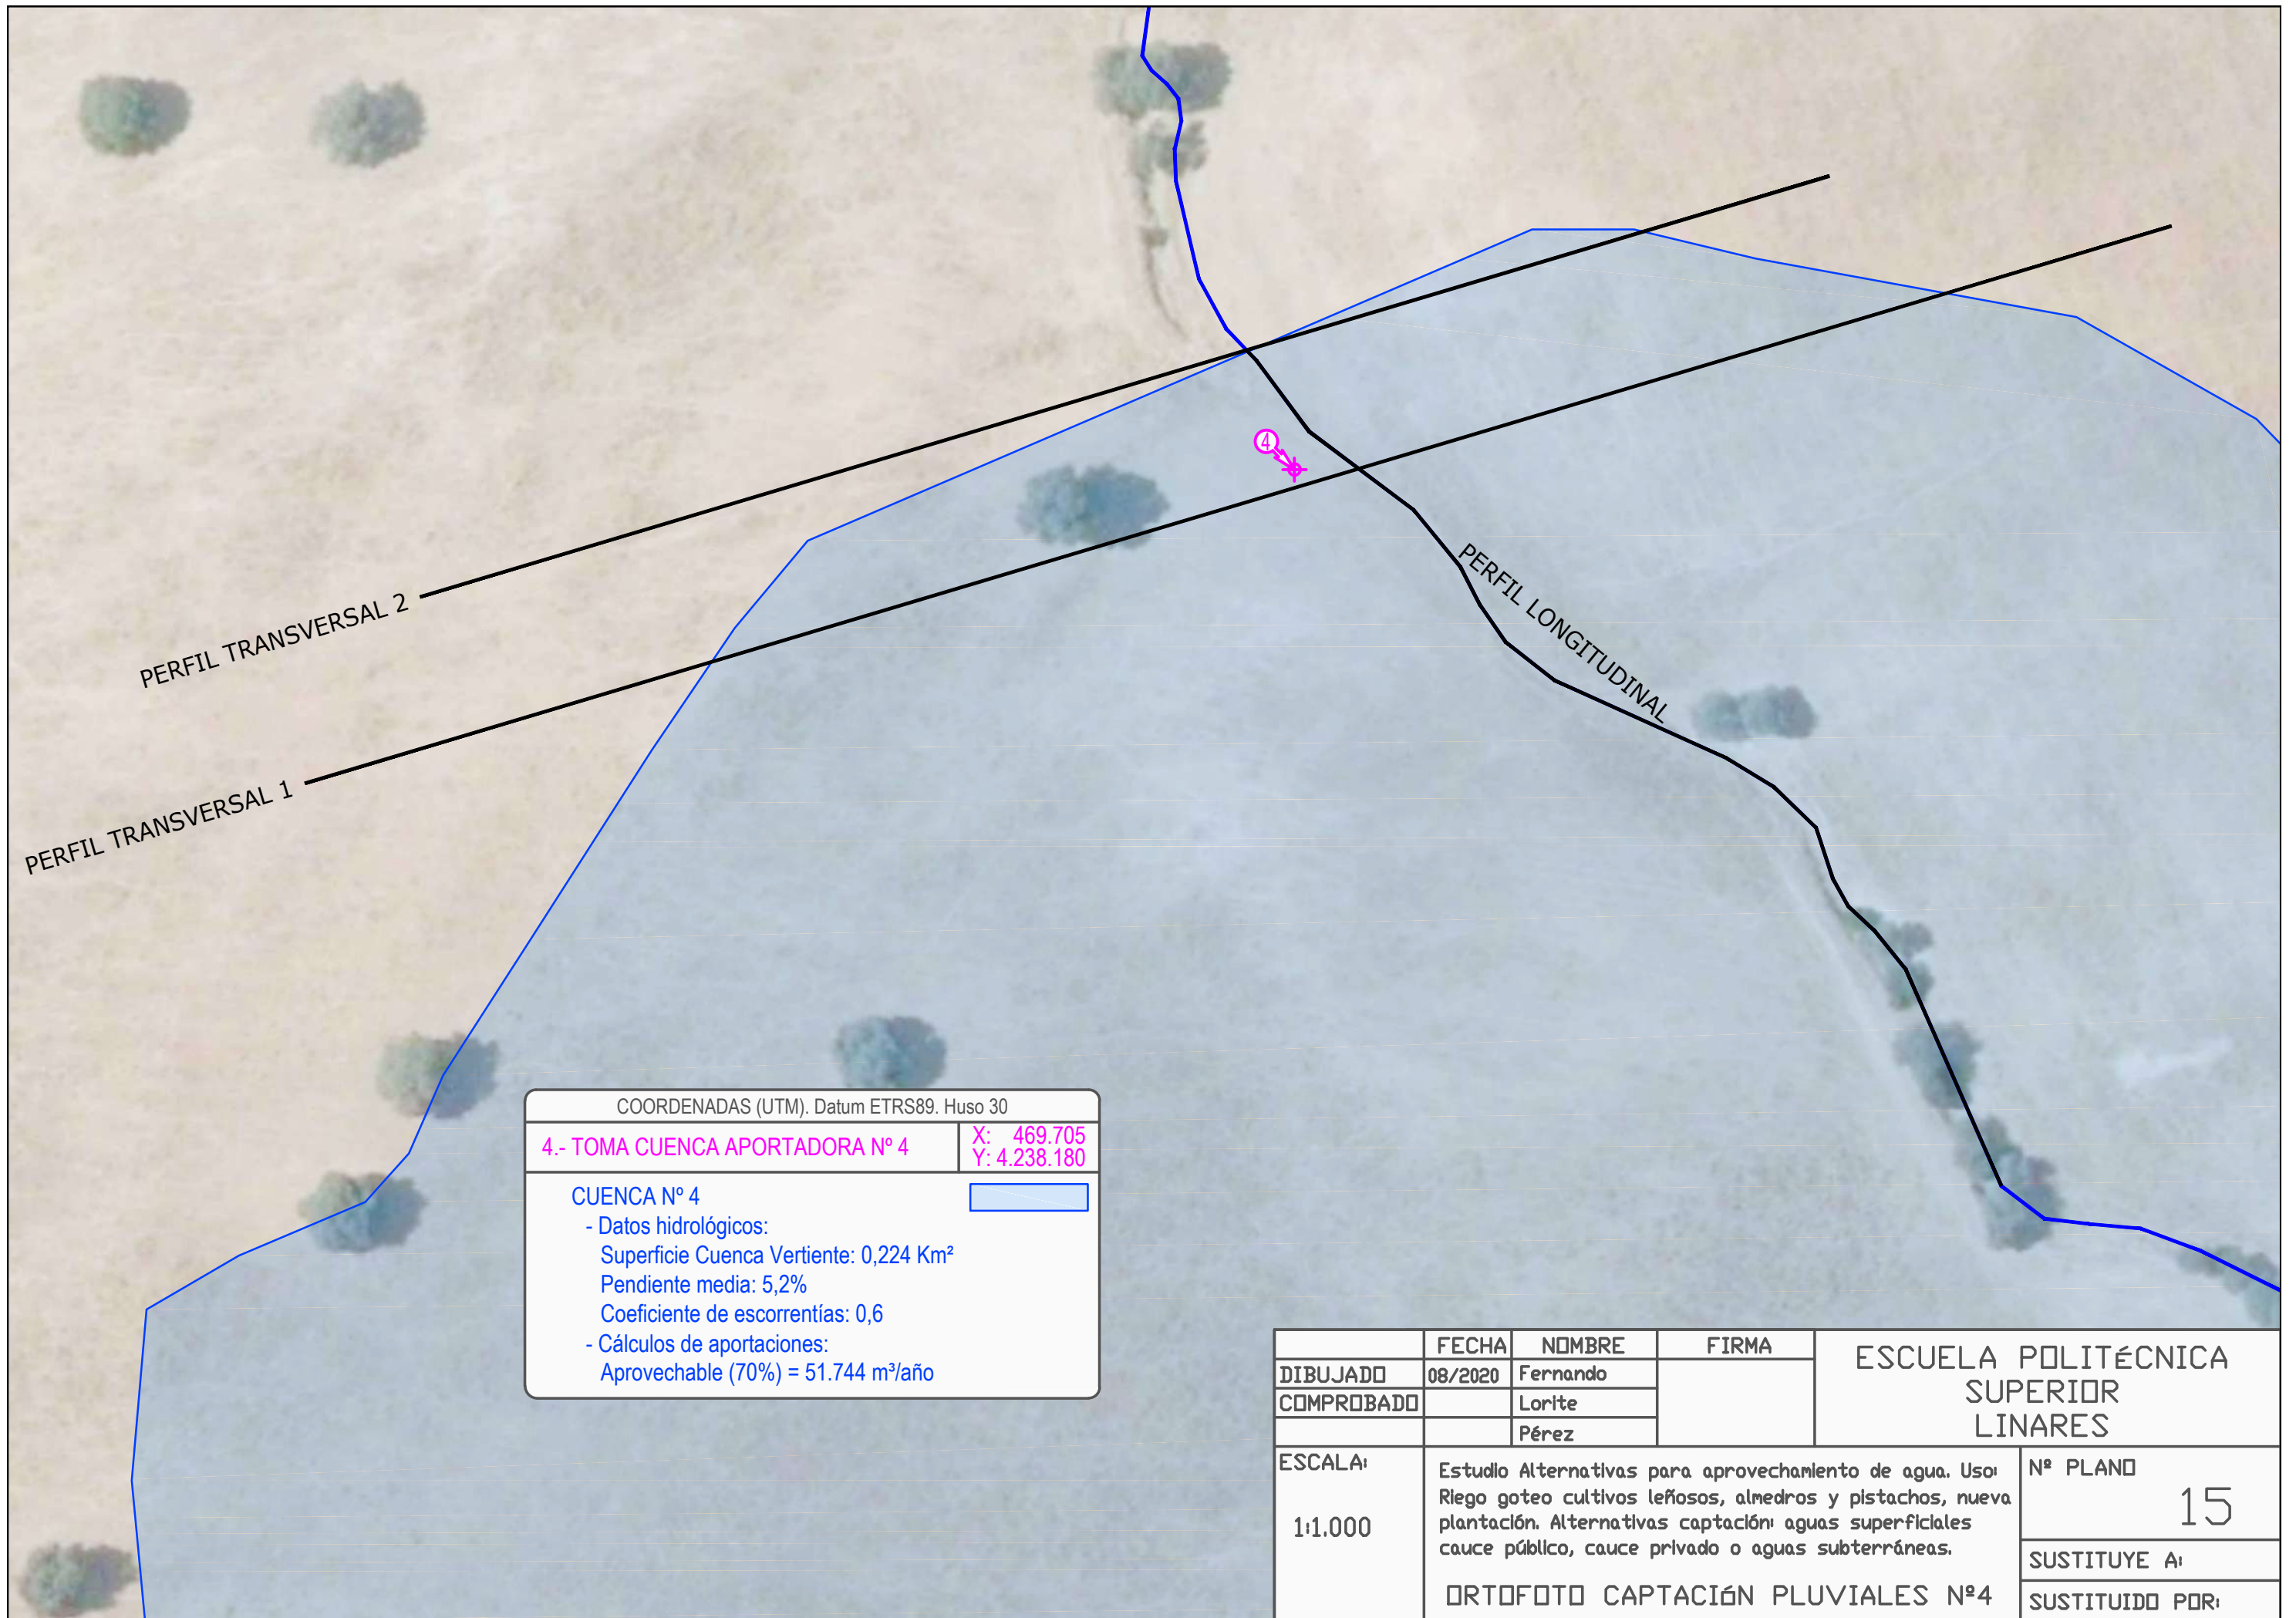 PERFIL TRANSVERSAL 2
PERFIL TRANSVERSAL 1
4
PERFIL LONGITUDINAL
COORDENADAS (UTM). Datum ETRS89. Huso 30
4.- TOMA CUENCA APORTADORA Nº 4
X: 469.705
Y: 4.238.180
CUENCA Nº 4
- Datos hidrológicos:
Superficie Cuenca Vertiente: 0,224 Km²
Pendiente media: 5,2%
Coeficiente de escorrentías: 0,6
- Cálculos de aportaciones:
Aprovechable (70%) = 51.744 m³/año
FECHA NOMBRE FIRMA
DIBUJADO 08/2020 Fernando
COMPROBADO Lorite
Pérez
ESCUELA POLITéCNICA
SUPERIOR
LINARES
ESCALA:
1:1.000
Estudio Alternativas para aprovechamiento de agua. Uso:
Riego goteo cultivos leñosos, almedros y pistachos, nueva
plantación. Alternativas captación: aguas superficiales
cauce público, cauce privado o aguas subterráneas.
ORTOFOTO CAPTACIóN PLUVIALES Nº4
Nº PLANO
15
SUSTITUYE A:
SUSTITUIDO POR: